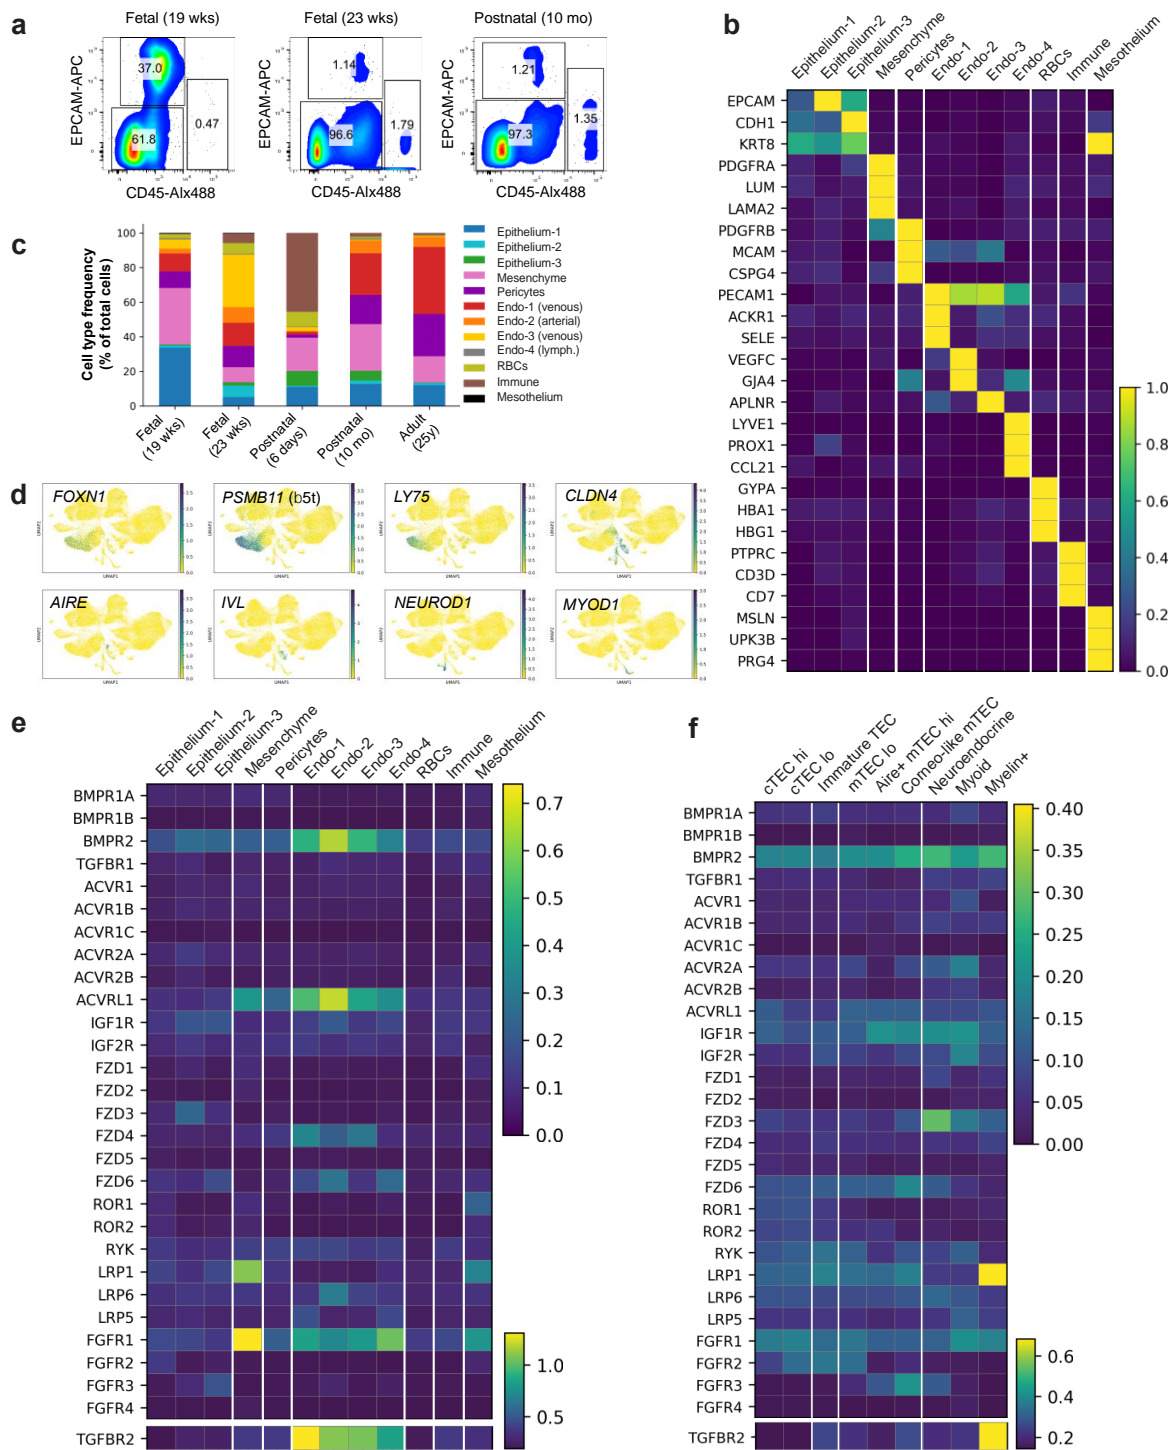 a
Fetal (19 wks)
Fetal (23 wks)
Postnatal (10 mo)
EPCAM-APC
37.0
61.8
0.47
CD45-Alx488
EPCAM-APC
1.14
96.6
1.79
CD45-Alx488
EPCAM-APC
1.21
97.3
1.35
CD45-Alx488
b
Epithelium-1
Epithelium-2
Epithelium-3
Mesenchyme
Pericytes
Endo-1
Endo-2
Endo-3
Endo-4
RBCs
Immune
Mesothelium
EPCAM
CDH1
KRT8
PDGFRA
LUM
LAMA2
PDGFRB
MCAM
CSPG4
PECAM1
ACKR1
SELE
VEGFC
GJA4
APLNR
LYVE1
PROX1
CCL21
GYPA
HBA1
HBG1
PTPRC
CD3D
CD7
MSLN
UPK3B
PRG4
1.0
0.8
0.6
0.4
0.2
0.0
c
Cell type frequency
(% of total cells)
100
80
60
40
20
0
Fetal
(19 wks)
Fetal
(23 wks)
Postnatal
(6 days)
Postnatal
(10 mo)
Adult
(25y)
Epithelium-1
Epithelium-2
Epithelium-3
Mesenchyme
Pericytes
Endo-1 (venous)
Endo-2 (arterial)
Endo-3 (venous)
Endo-4 (lymph.)
RBCs
Immune
Mesothelium
d
FOXN1
PSMB11 (b5t)
LY75
CLDN4
AIRE
IVL
NEUROD1
MYOD1
UMAP1
UMAP2
e
Epithelium-1
Epithelium-2
Epithelium-3
Mesenchyme
Pericytes
Endo-1
Endo-2
Endo-3
Endo-4
RBCs
Immune
Mesothelium
BMPR1A
BMPR1B
BMPR2
TGFBR1
ACVR1
ACVR1B
ACVR1C
ACVR2A
ACVR2B
ACVRL1
IGF1R
IGF2R
FZD1
FZD2
FZD3
FZD4
FZD5
FZD6
ROR1
ROR2
RYK
LRP1
LRP6
LRP5
FGFR1
FGFR2
FGFR3
FGFR4
TGFBR2
0.7
0.6
0.5
0.4
0.3
0.2
0.1
0.0
1.0
0.5
f
cTEC hi
cTEC lo
Immature TEC
mTEC lo
Aire+ mTEC hi
Corneo-like mTEC
Neuroendocrine
Myoid
Myelin+
BMPR1A
BMPR1B
BMPR2
TGFBR1
ACVR1
ACVR1B
ACVR1C
ACVR2A
ACVR2B
ACVRL1
IGF1R
IGF2R
FZD1
FZD2
FZD3
FZD4
FZD5
FZD6
ROR1
ROR2
RYK
LRP1
LRP6
LRP5
FGFR1
FGFR2
FGFR3
FGFR4
TGFBR2
0.40
0.35
0.30
0.25
0.20
0.15
0.10
0.05
0.00
0.6
0.4
0.2